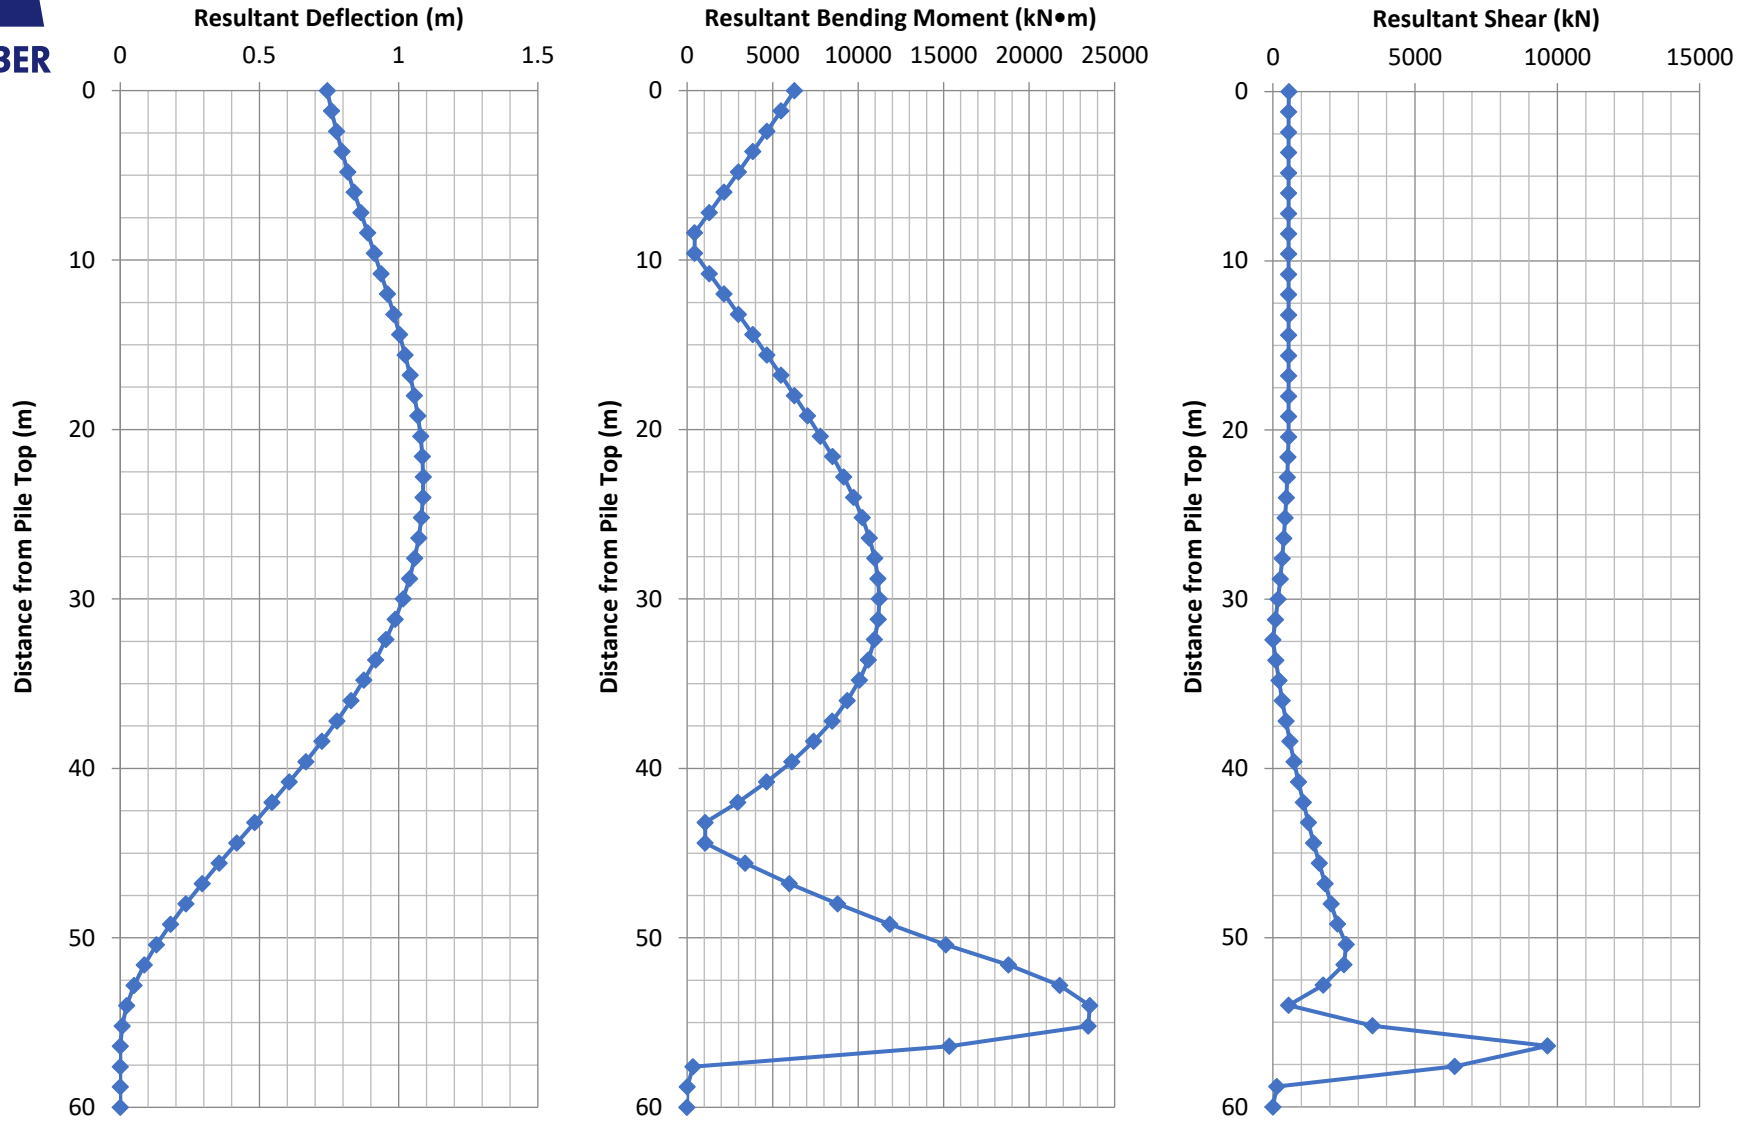 BER
Resultant Deflection (m)
0 0.5 1 1.5
0
10
20
30
40
50
60
Distance from Pile Top (m)
Resultant Bending Moment (kN•m)
0 5000 10000 15000 20000 25000
0
10
20
30
40
50
60
Distance from Pile Top (m)
Resultant Shear (kN)
0 5000 10000 15000
0
10
20
30
40
50
60
Distance from Pile Top (m)